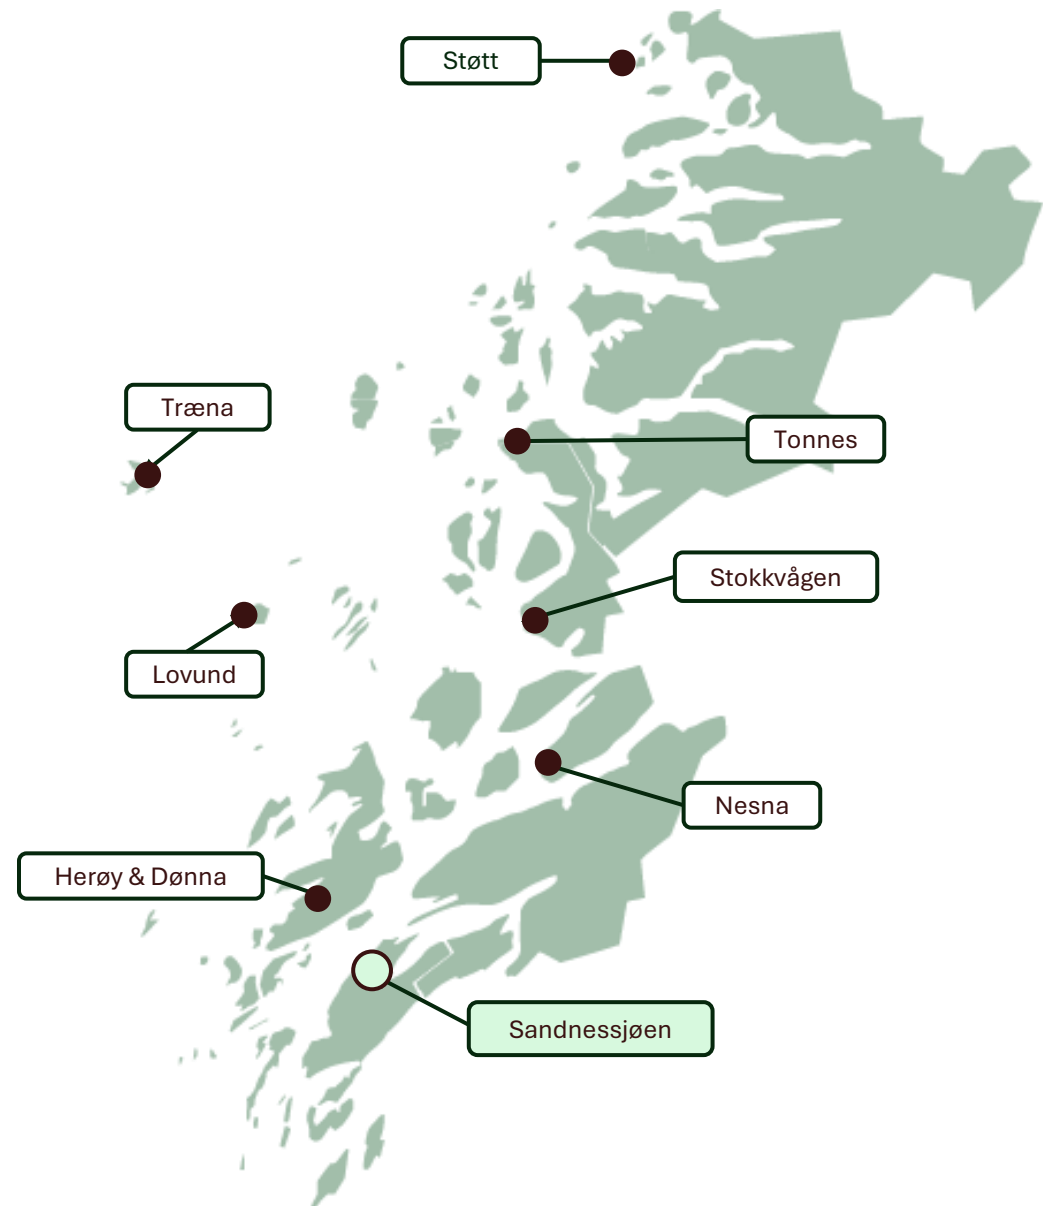 Støtt
Træna
Tonnes
Stokkvågen
Lovund
Nesna
Herøy & Dønna
Sandnessjøen